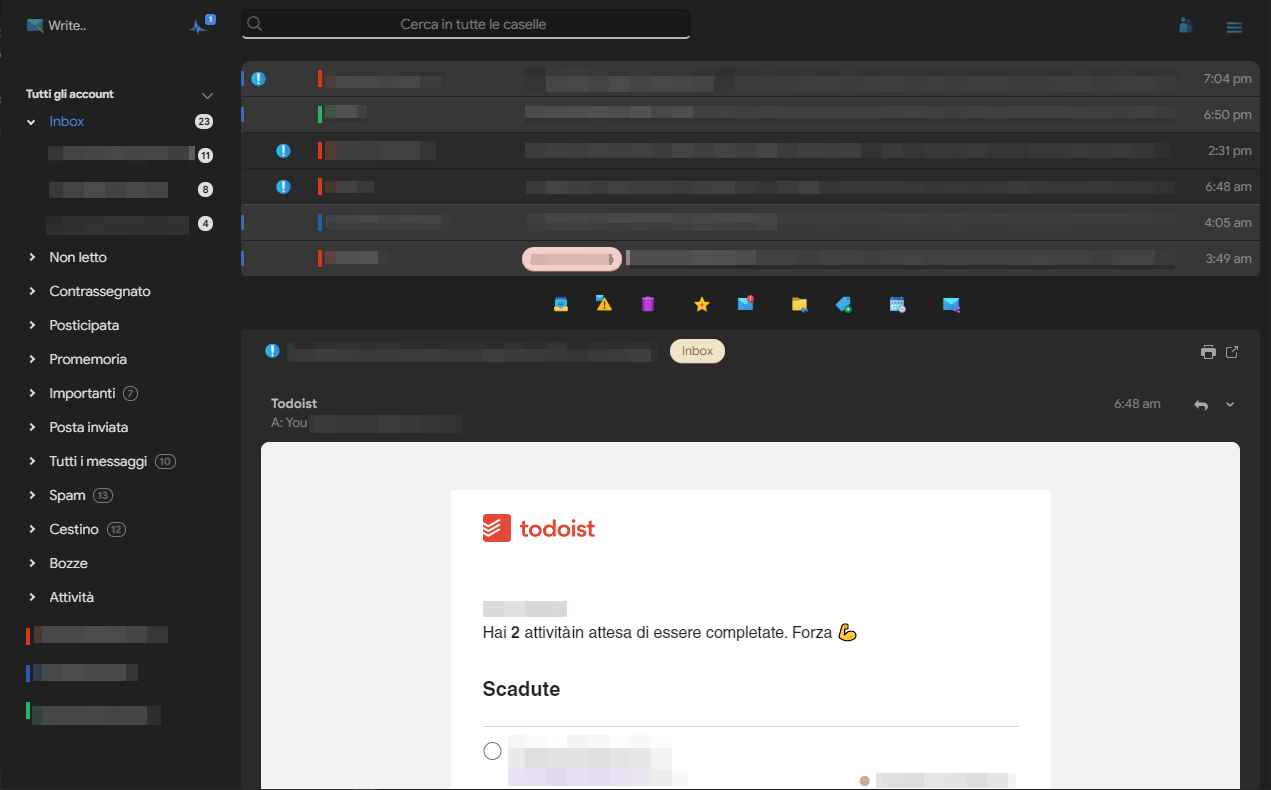 Write..
1
Cerca in tutte le caselle
Tutti gli account
Inbox
23
11
8
4
Non letto
Contrassegnato
Posticipata
Promemoria
Importanti 7
Posta inviata
Tutti i messaggi 10
Spam 13
Cestino 12
Bozze
Attività
7:04 pm
6:50 pm
2:31 pm
6:48 am
4:05 am
3:49 am
Inbox
Todoist
6:48 am
A: You
todoist
Hai 2 attivitàin attesa di essere completate. Forza 💪
Scadute